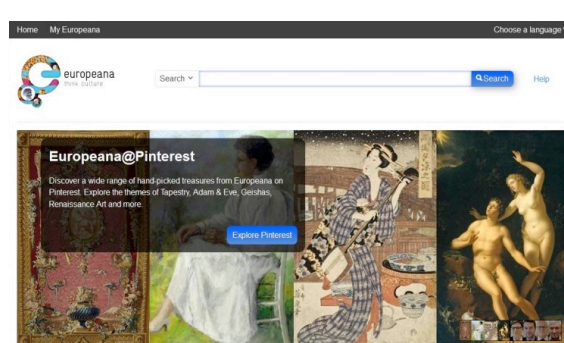 Home My Europeana Choose a language
europeana
think culture
Search Search Help
Europeana@Pinterest
Discover a wide range of hand-picked treasures from Europeana on
Pinterest. Explore the themes of Tapestry, Adam & Eve, Geishas,
Renaissance Art and more.
Explore Pinterest